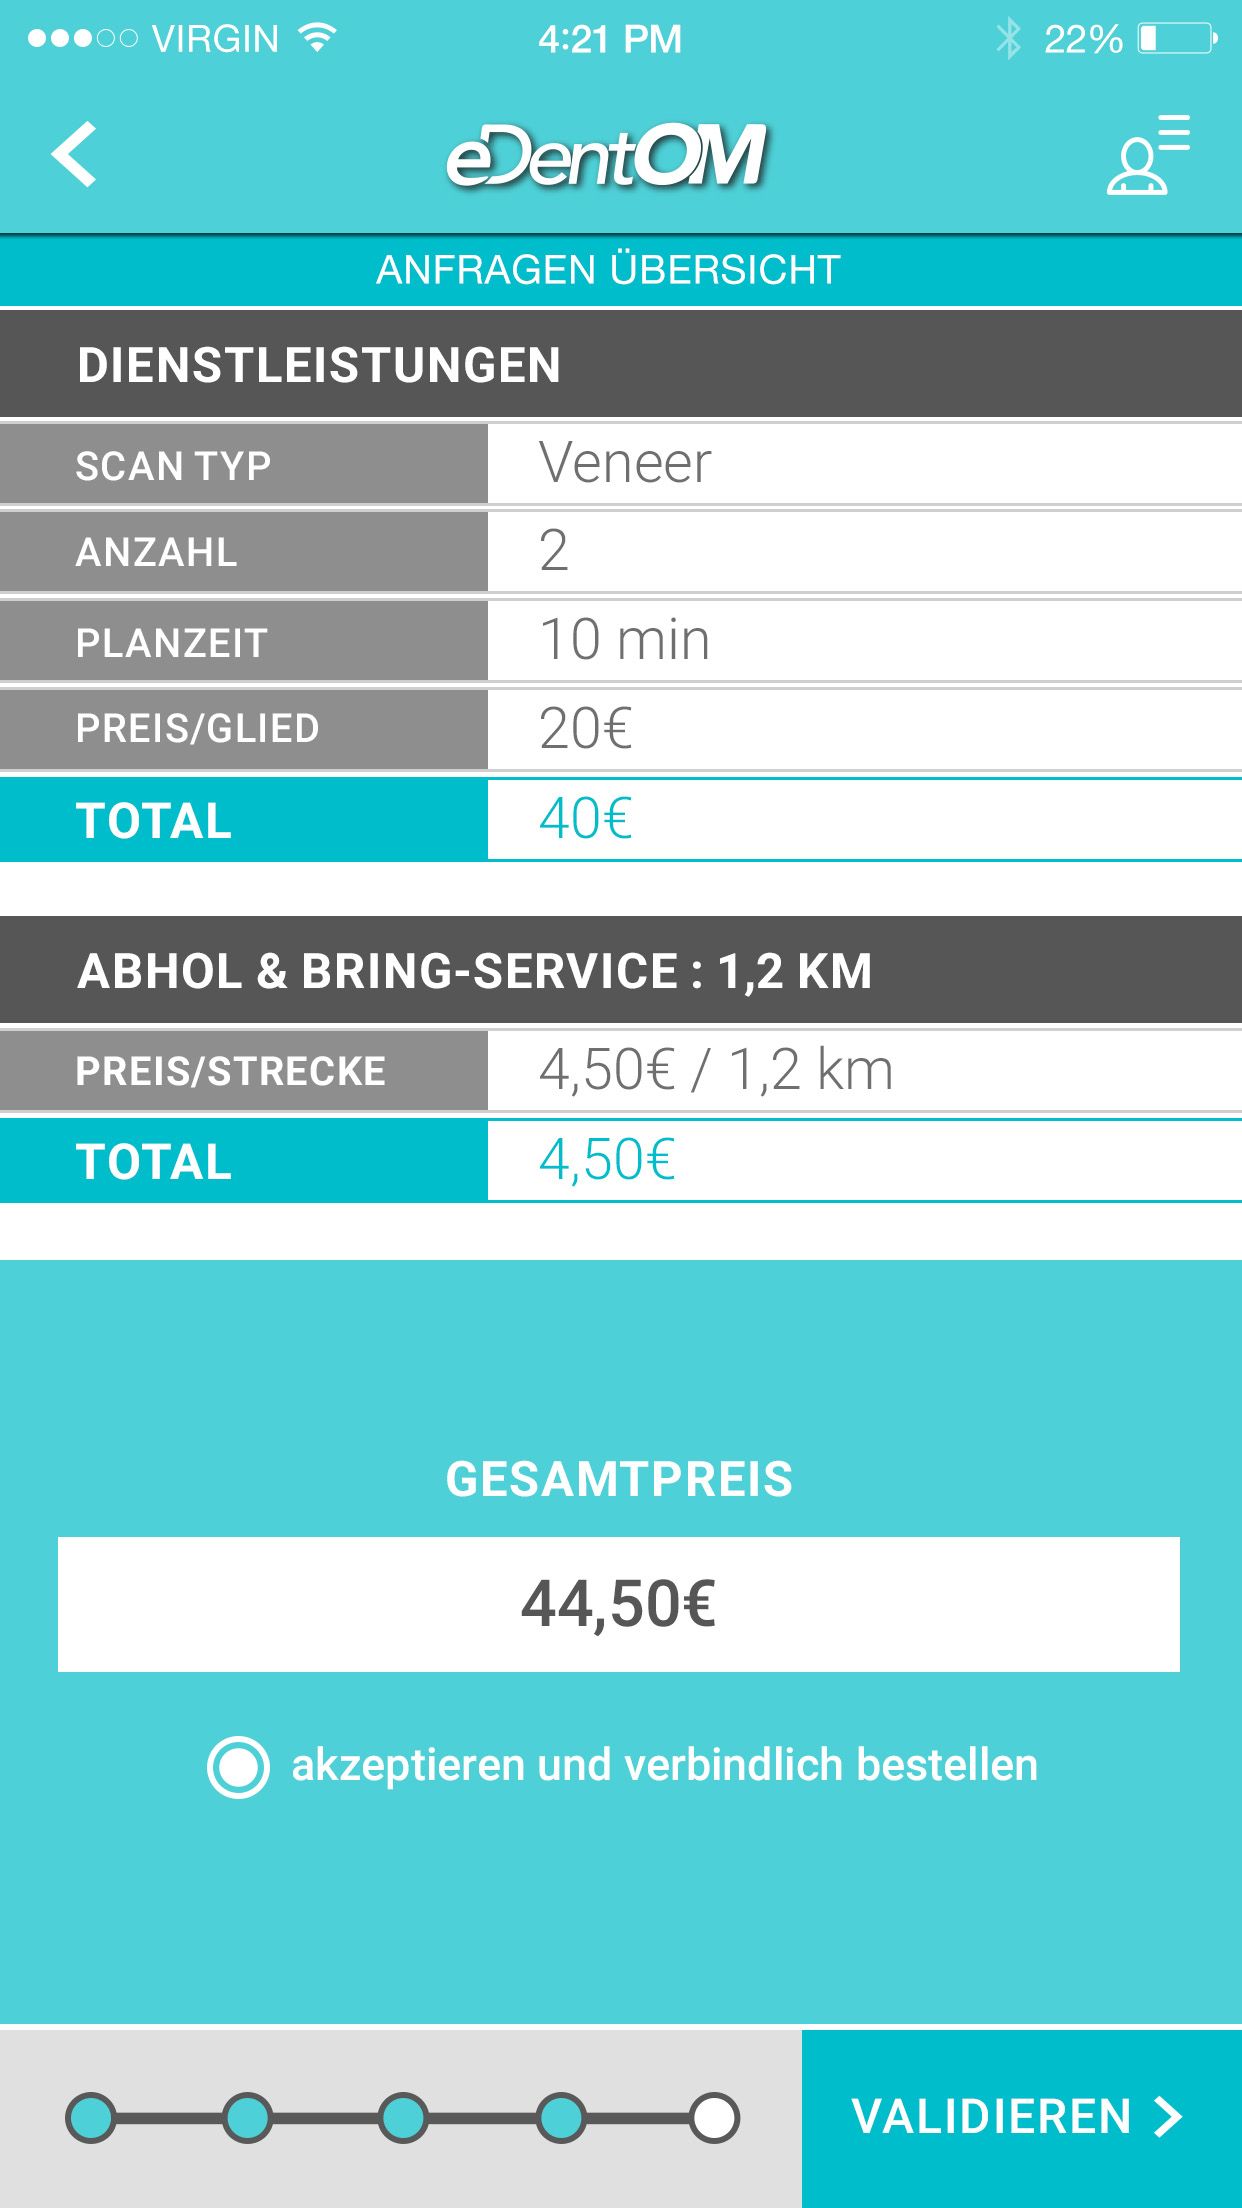 VIRGIN 4:21 PM 22%
eDentOM
ANFRAGEN ÜBERSICHT
DIENSTLEISTUNGEN
SCAN TYP Veneer
ANZAHL 2
PLANZEIT 10 min
PREIS/GLIED 20€
TOTAL 40€
ABHOL & BRING-SERVICE : 1,2 KM
PREIS/STRECKE 4,50€ / 1,2 km
TOTAL 4,50€
GESAMTPREIS
44,50€
akzeptieren und verbindlich bestellen
VALIDIEREN